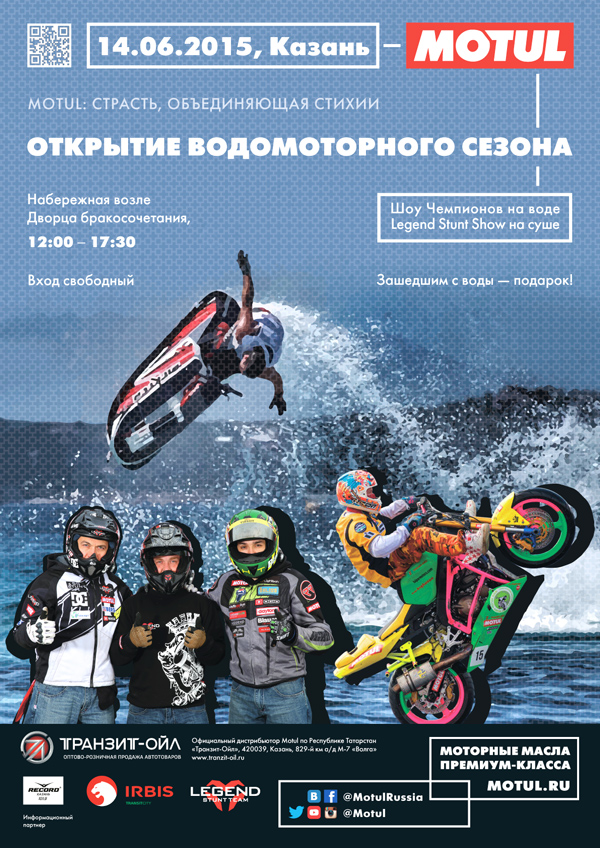 14.06.2015, Казань
MOTUL
MOTUL: СТРАСТЬ, ОБЪЕДИНЯЮЩАЯ СТИХИИ
ОТКРЫТИЕ ВОДОМОТОРНОГО СЕЗОНА
Набережная возле
Дворца бракосочетания,
12:00 – 17:30
Шоу Чемпионов на воде
Legend Stunt Show на суше
Вход свободный
Зашедшим с воды — подарок!
MOTUL
15
ТРАНЗИТ-ОЙЛ
ОПТОВО-РОЗНИЧНАЯ ПРОДАЖА АВТОТОВАРОВ
Официальный дистрибьютор Motul по Республике Татарстан
«Транзит-Ойл», 420039, Казань, 829-й км а/д М-7 «Волга»
www.tranzit-oil.ru
МОТОРНЫЕ МАСЛА
ПРЕМИУМ-КЛАССА
MOTUL.RU
RECORD
IRBIS
LEGEND
STUNT TEAM
@MotulRussia
@Motul
Информационный
партнер